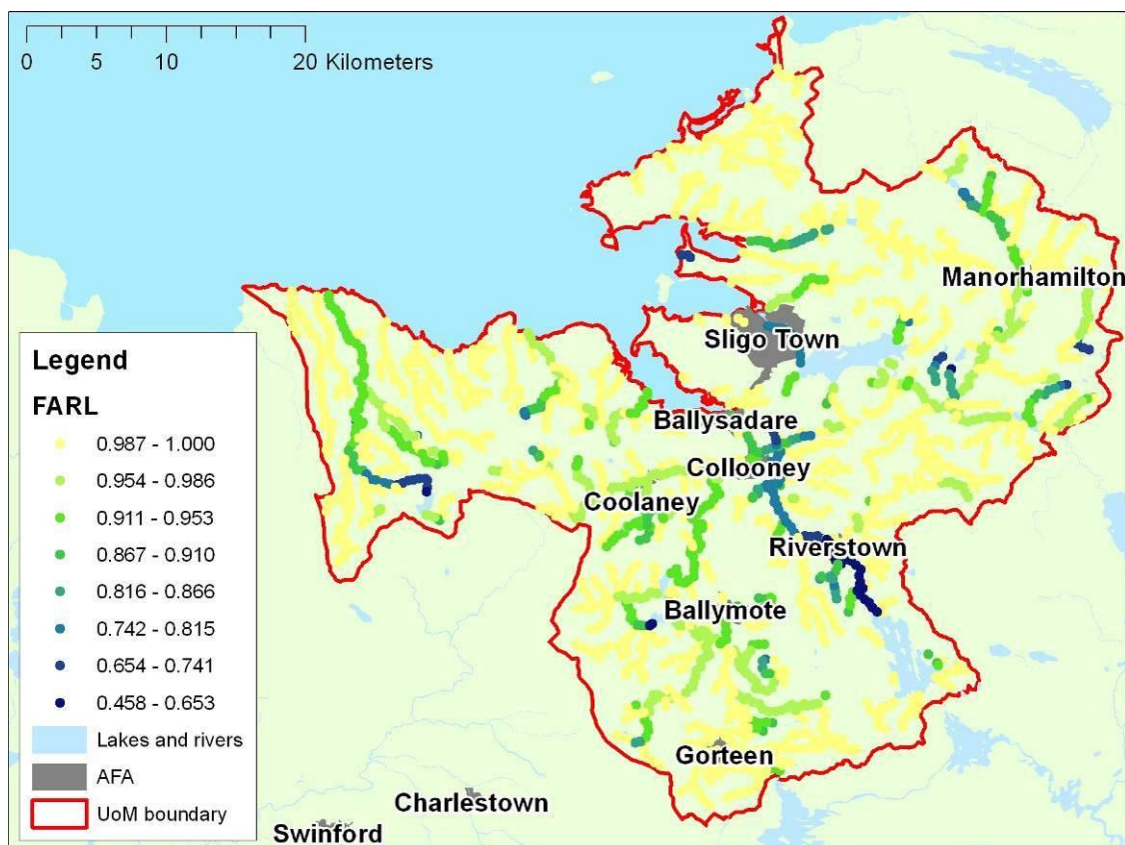 0 5 10 20 Kilometers
Manorhamilton
Sligo Town
Legend
FARL
0.987 - 1.000
0.954 - 0.986
0.911 - 0.953
0.867 - 0.910
0.816 - 0.866
0.742 - 0.815
0.654 - 0.741
0.458 - 0.653
Lakes and rivers
AFA
UoM boundary
Ballysadare
Collooney
Coolaney
Riverstown
Ballymote
Gorteen
Charlestown
Swinford